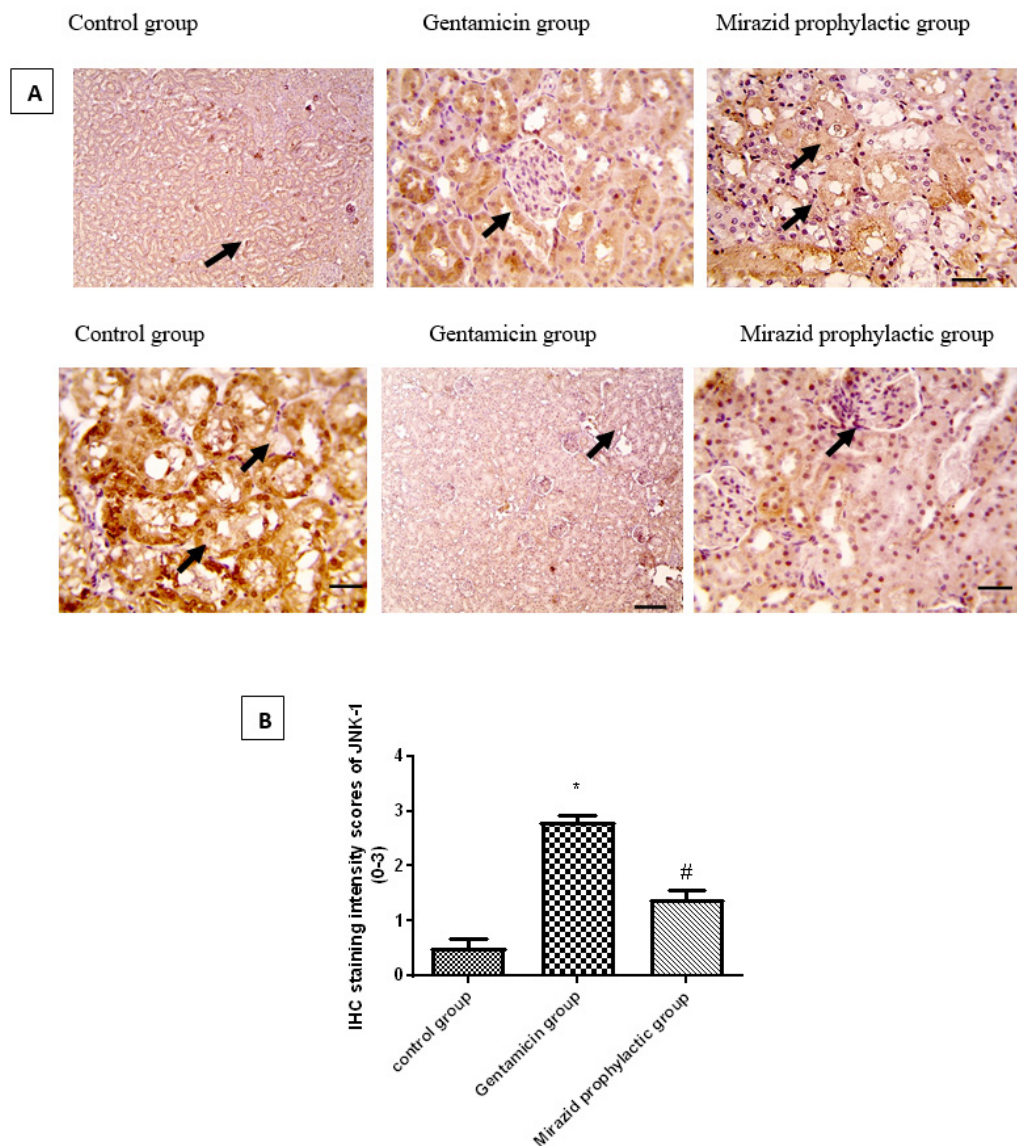 Control group
Gentamicin group
Mirazid prophylactic group
A
Control group
Gentamicin group
Mirazid prophylactic group
B
IHC staining intensity scores of JNK-1
(0-3)
4
3
2
1
0
*
#
control group
Gentamicin group
Mirazid prophylactic group